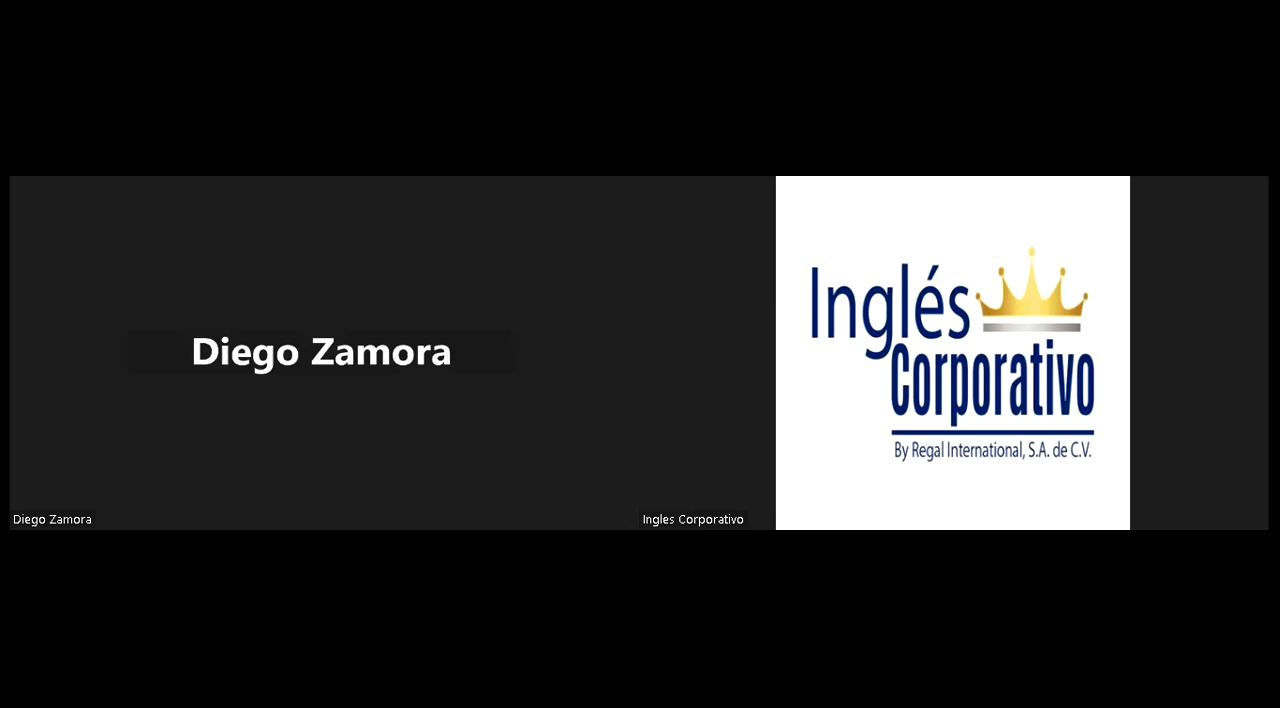 Diego Zamora
Diego Zamora
Inglés
Corporativo
By Regal International, S.A. de C.V.
Ingles Corporativo